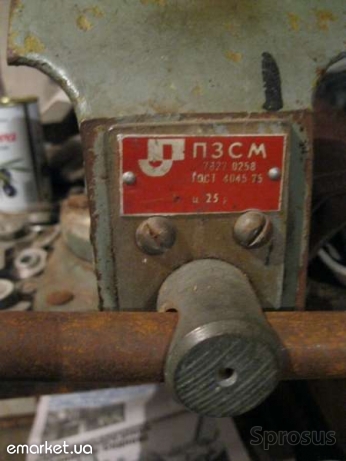 ПЗСМ
7827 0258
ГОСТ 4045 75
ц 25
emarket.ua
Sprosus